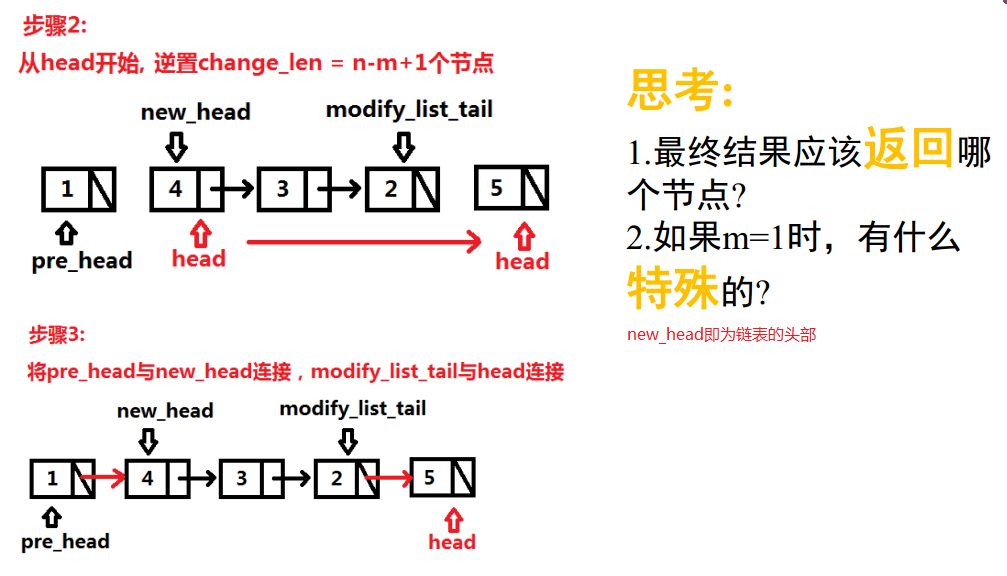 步骤2:
从head开始, 逆置change_len = n-m+1个节点
new_head modify_list_tail
1 4 3 2 5
pre_head head head
步骤3:
将pre_head与new_head连接，modify_list_tail与head连接
new_head modify_list_tail
1 4 3 2 5
pre_head head
思考:
1.最终结果应该返回哪
个节点?
2.如果m=1时，有什么
特殊的?
new_head即为链表的头部